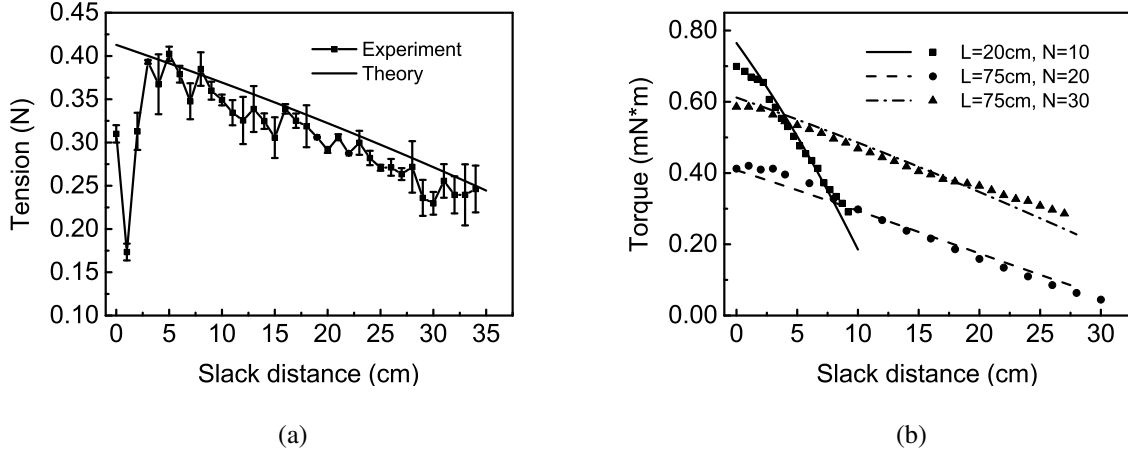 0.45
0.40
0.35
0.30
0.25
0.20
0.15
0.10
Tension (N)
Experiment
Theory
0 5 10 15 20 25 30 35
Slack distance (cm)
(a)
0.80
0.60
0.40
0.20
0.00
Torque (mN*m)
L=20cm, N=10
L=75cm, N=20
L=75cm, N=30
0 5 10 15 20 25 30
Slack distance (cm)
(b)